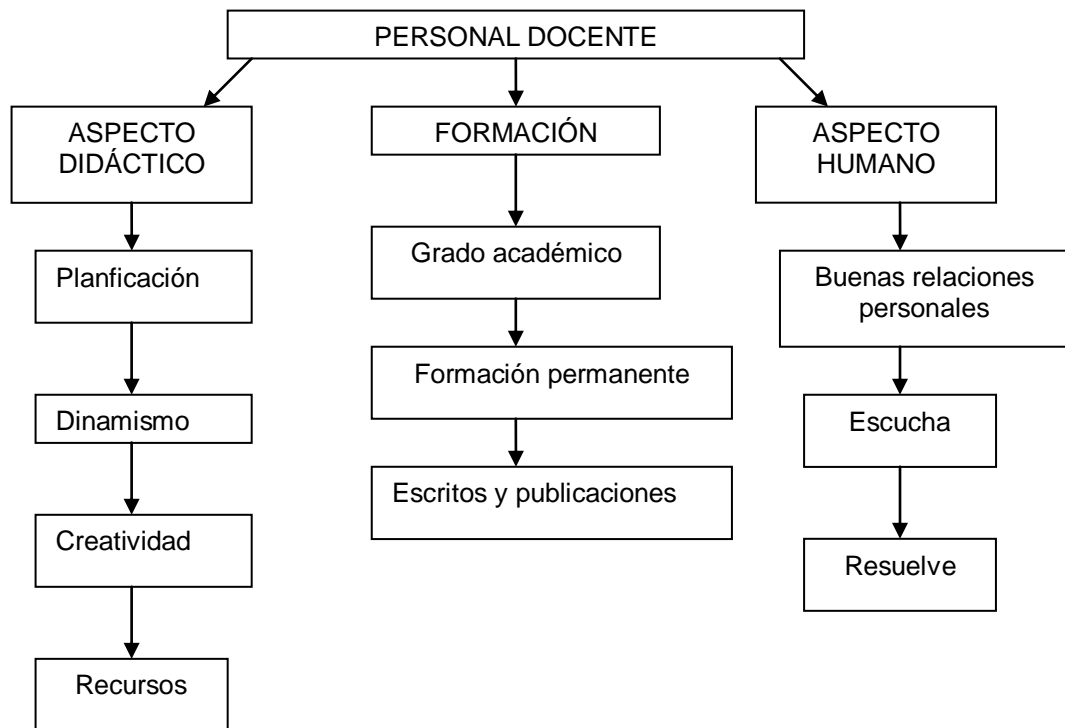 PERSONAL DOCENTE
ASPECTO
DIDÁCTICO
FORMACIÓN
ASPECTO
HUMANO
Planficación
Grado académico
Buenas relaciones
personales
Dinamismo
Formación permanente
Escucha
Creatividad
Escritos y publicaciones
Resuelve
Recursos